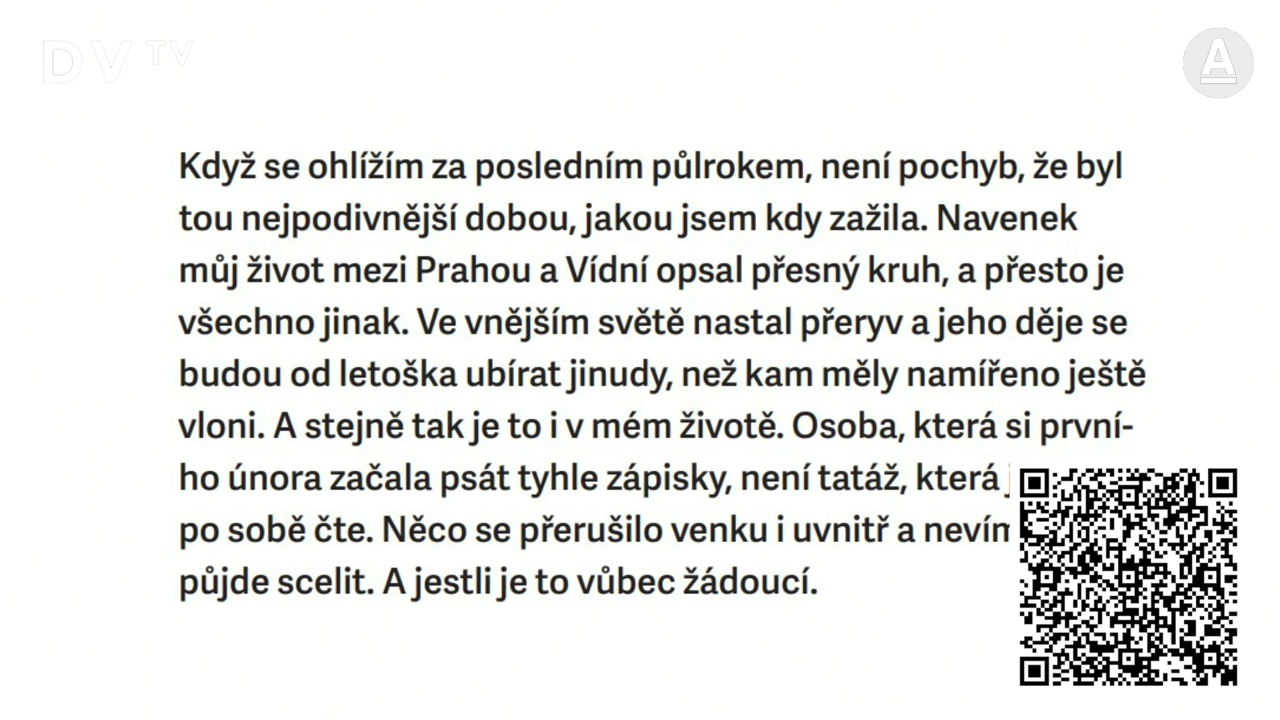 DVTV
A
Když se ohlížím za posledním půlrokem, není pochyb, že byl
tou nejpodivnější dobou, jakou jsem kdy zažila. Navenek
můj život mezi Prahou a Vídní opsal přesný kruh, a přesto je
všechno jinak. Ve vnějším světě nastal přeryv a jeho děje se
budou od letoška ubírat jinudy, než kam měly namířeno ještě
vloni. A stejně tak je to i v mém životě. Osoba, která si první-
ho února začala psát tyhle zápisky, není tatáž, která
po sobě čte. Něco se přerušilo venku i uvnitř a nevím
půjde scelit. A jestli je to vůbec žádoucí.